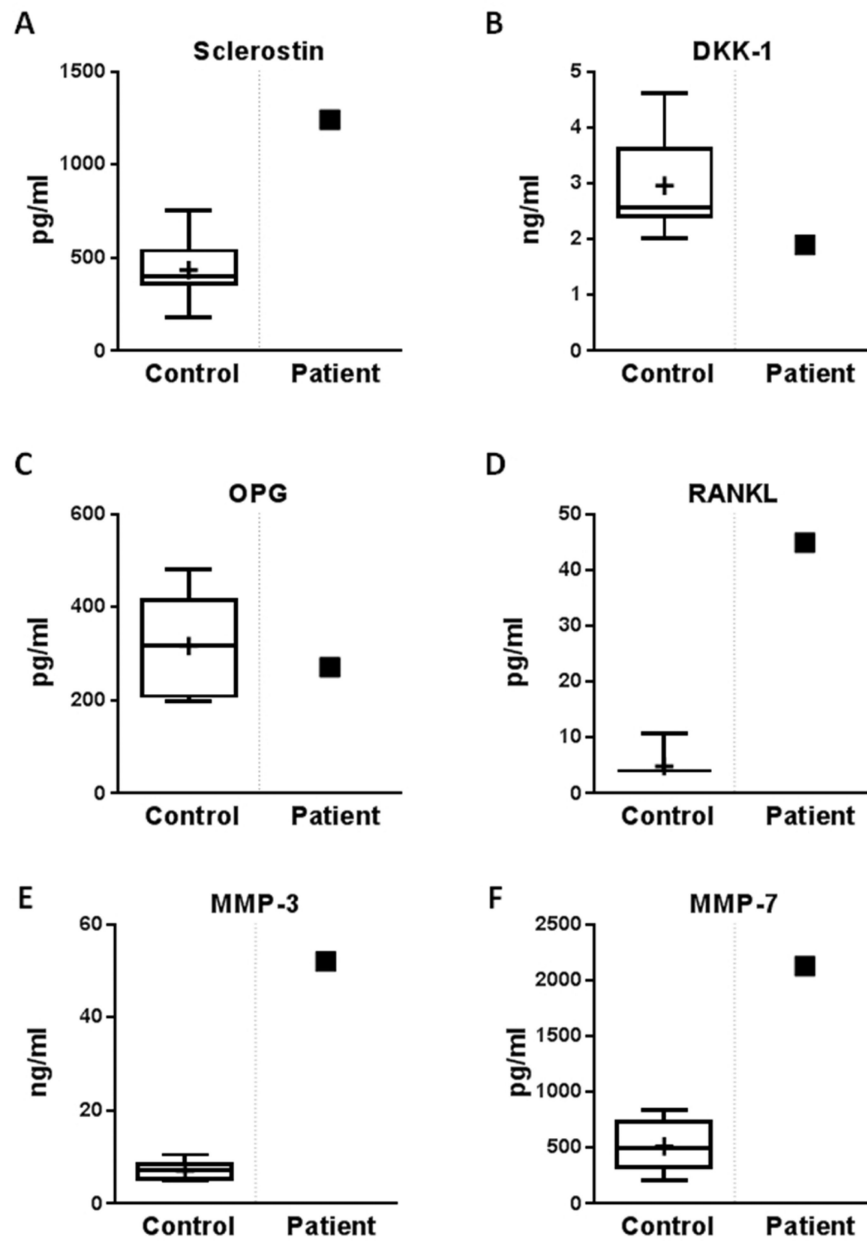 A
Sclerostin
1500
1000
500
0
pg/ml
Control Patient
B
DKK-1
5
4
3
2
1
0
ng/ml
Control Patient
C
OPG
600
400
200
0
pg/ml
Control Patient
D
RANKL
50
40
30
20
10
0
pg/ml
Control Patient
E
MMP-3
60
40
20
0
ng/ml
Control Patient
F
MMP-7
2500
2000
1500
1000
500
0
pg/ml
Control Patient